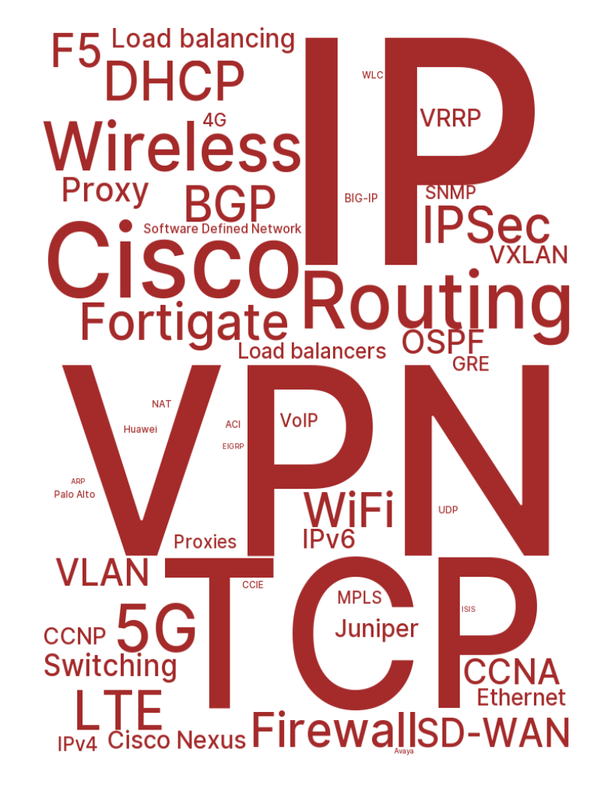 F5
Load balancing
DHCP
IP
WLC
4G
VRRP
Wireless
Proxy
BGP
BIG-IP
SNMP
IPSec
Software Defined Network
Cisco
VXLAN
Routing
Fortigate
OSPF
Load balancers
GRE
VPN
NAT
Huawei
ACI
VoIP
EIGRP
ARP
Palo Alto
WiFi
UDP
Proxies
IPv6
VLAN
TCP
CCIE
MPLS
ISIS
5G
CCNP
Juniper
Switching
CCNA
Ethernet
LTE
Firewall
SD-WAN
IPv4
Cisco Nexus
Avaya